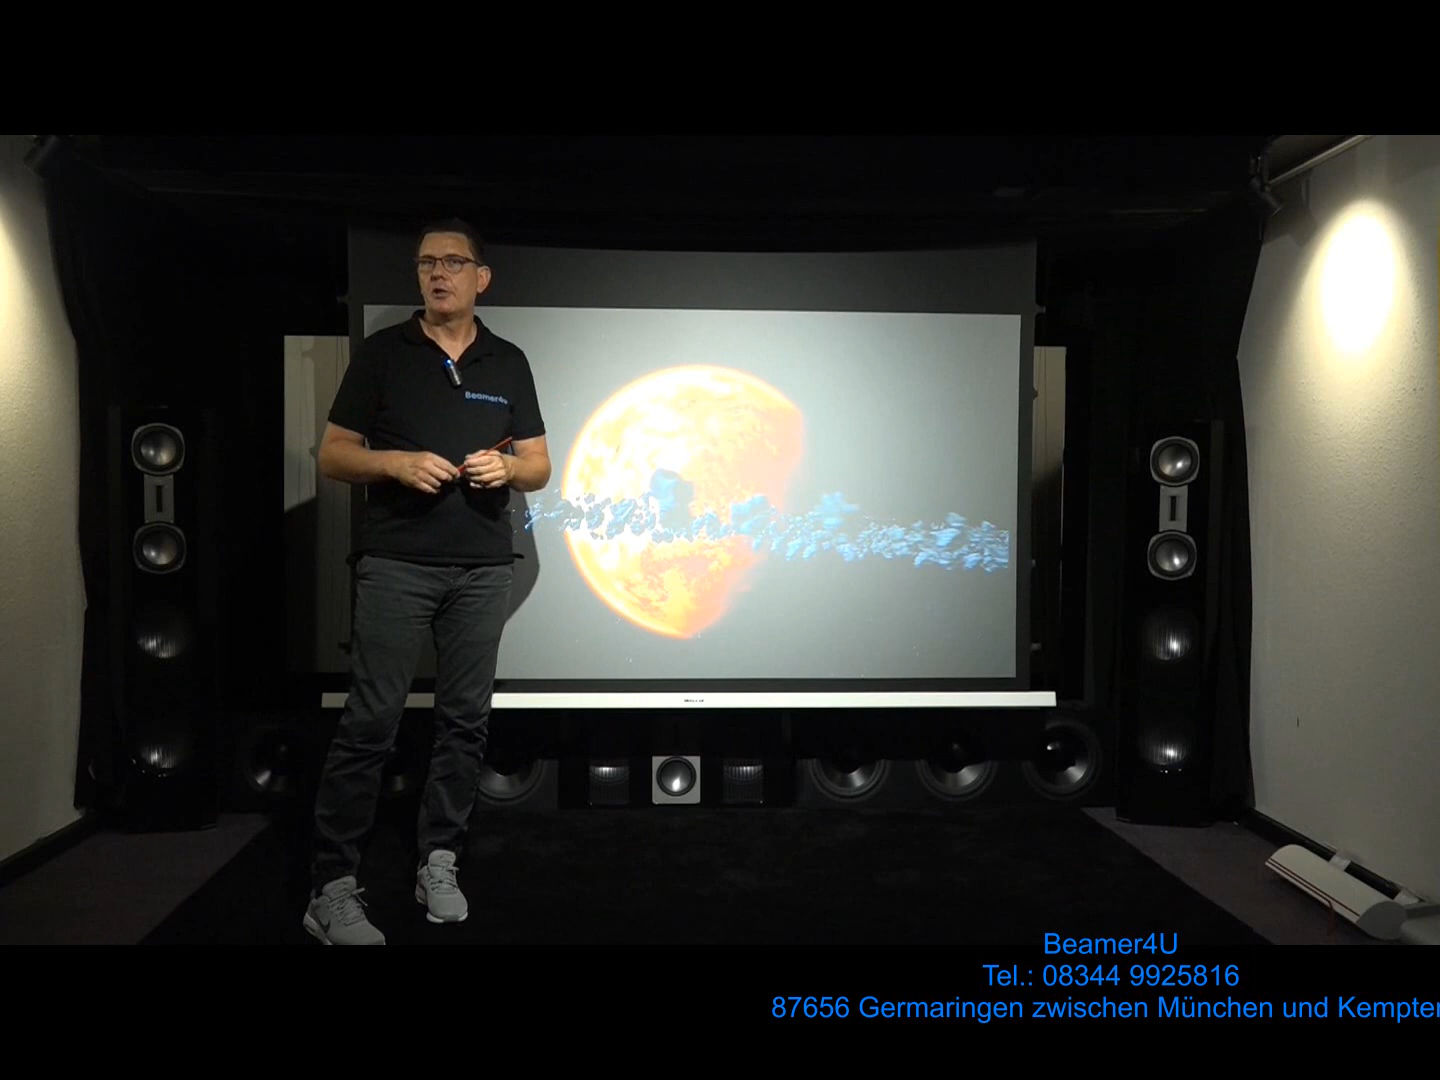 Beamer4U
Beamer4U
Tel.: 08344 9925816
87656 Germaringen zwischen München und Kempten